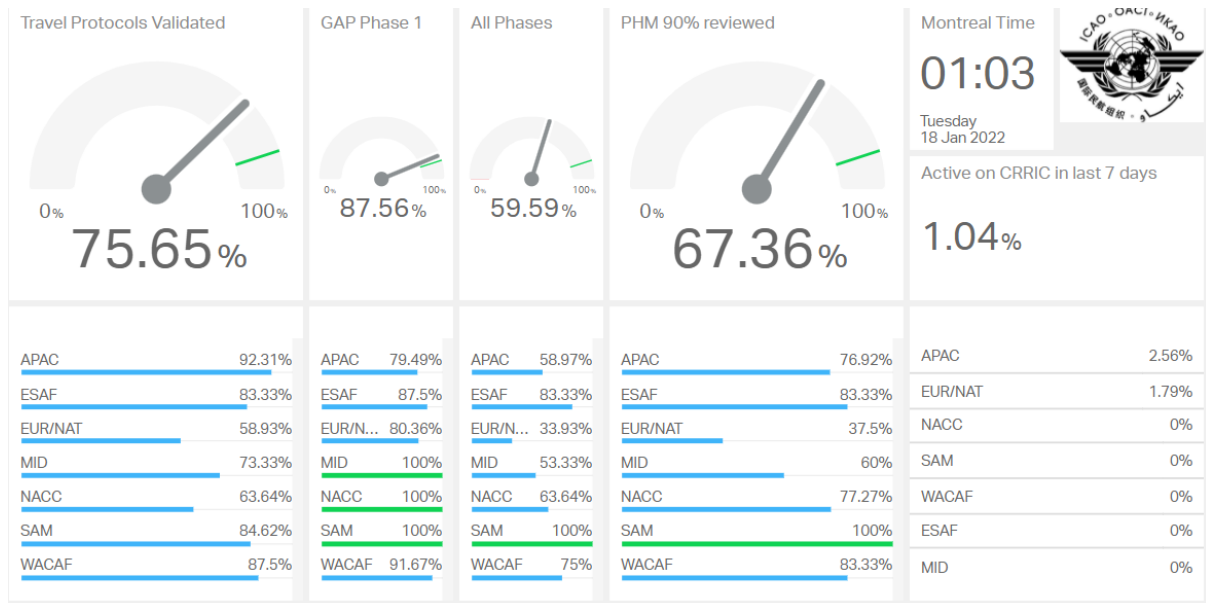 Travel Protocols Validated
0%
100%
75.65%
GAP Phase 1
0%
100%
87.56%
All Phases
0%
100%
59.59%
PHM 90% reviewed
0%
100%
67.36%
Montreal Time
01:03
Tuesday
18 Jan 2022
ICAO · OACI · ИКАО
国际民航组织 · ايكاو
Active on CRRIC in last 7 days
1.04%
APAC 92.31%
ESAF 83.33%
EUR/NAT 58.93%
MID 73.33%
NACC 63.64%
SAM 84.62%
WACAF 87.5%
APAC 79.49%
ESAF 87.5%
EUR/N... 80.36%
MID 100%
NACC 100%
SAM 100%
WACAF 91.67%
APAC 58.97%
ESAF 83.33%
EUR/N... 33.93%
MID 53.33%
NACC 63.64%
SAM 100%
WACAF 75%
APAC 76.92%
ESAF 83.33%
EUR/NAT 37.5%
MID 60%
NACC 77.27%
SAM 100%
WACAF 83.33%
APAC 2.56%
EUR/NAT 1.79%
NACC 0%
SAM 0%
WACAF 0%
ESAF 0%
MID 0%